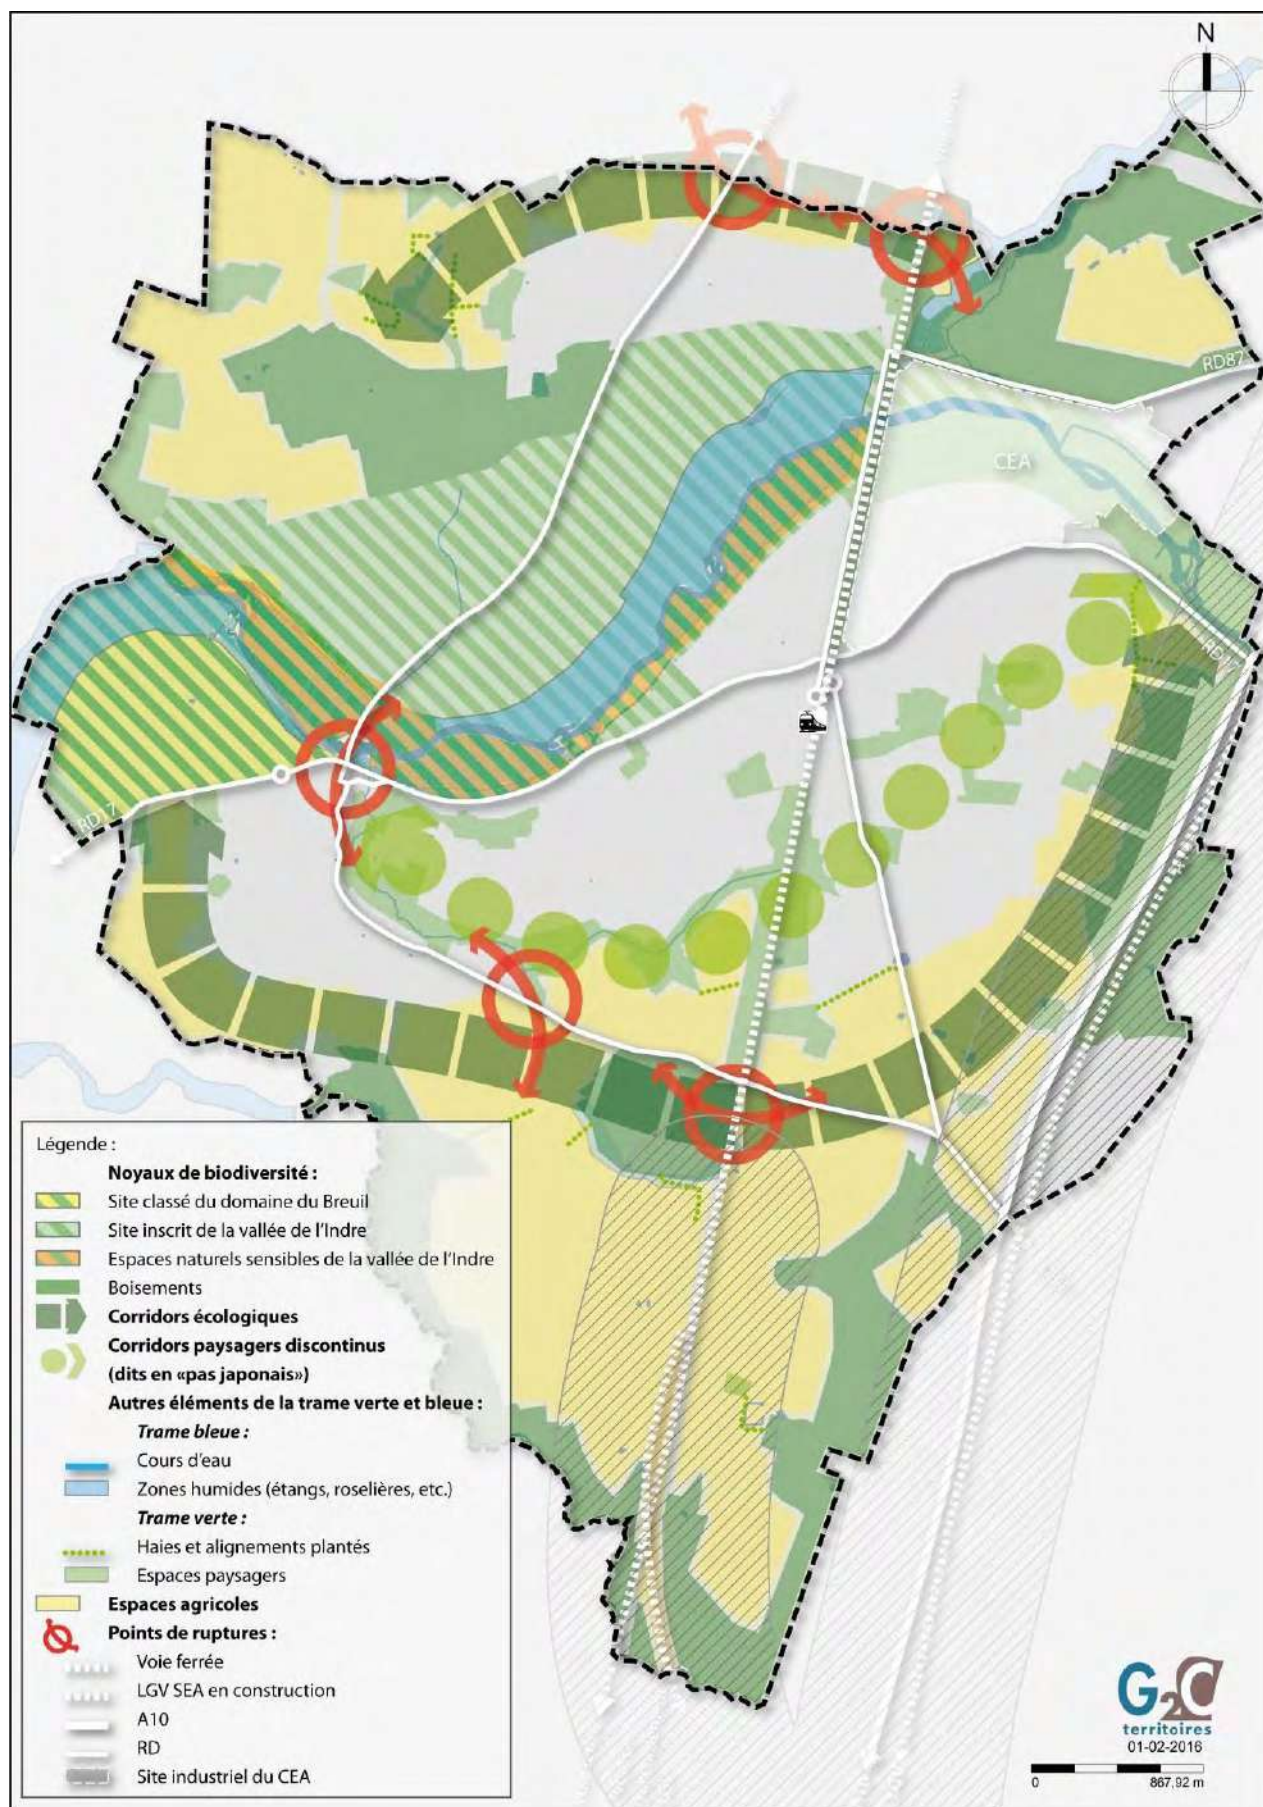 N
RD87
CEA
RD17
RD17
Légende :
Noyaux de biodiversité :
Site classé du domaine du Breuil
Site inscrit de la vallée de l'Indre
Espaces naturels sensibles de la vallée de l'Indre
Boisements
Corridors écologiques
Corridors paysagers discontinus
(dits en «pas japonais»)
Autres éléments de la trame verte et bleue :
Trame bleue :
Cours d'eau
Zones humides (étangs, roselières, etc.)
Trame verte :
Haies et alignements plantés
Espaces paysagers
Espaces agricoles
Points de ruptures :
Voie ferrée
LGV SEA en construction
A10
RD
Site industriel du CEA
G2C
territoires
01-02-2016
0 867,92 m